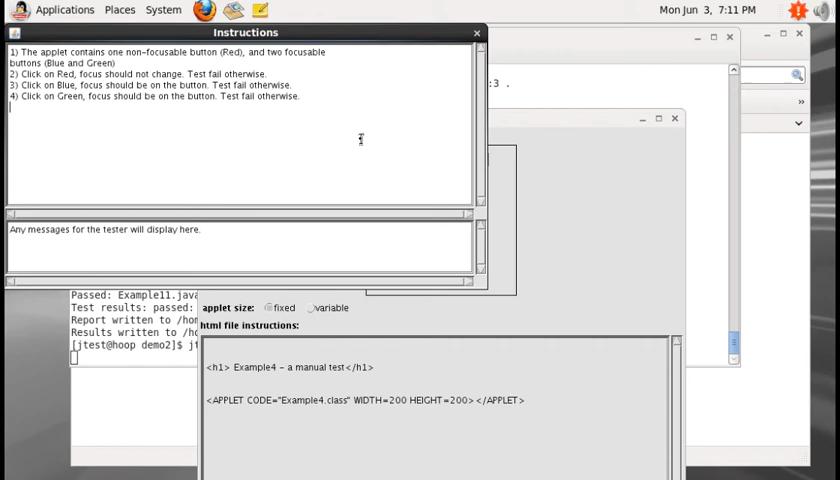 Applications Places System
Mon Jun 3, 7:11 PM
Instructions
1) The applet contains one non-focusable button (Red), and two focusable
buttons (Blue and Green)
2) Click on Red, focus should not change. Test fail otherwise.
3) Click on Blue, focus should be on the button. Test fail otherwise.
4) Click on Green, focus should be on the button. Test fail otherwise.
:3 .
Any messages for the tester will display here.
Passed: Example11.java
Test results: passed:
Report written to /hom
Results written to /ho
[jtest@hoop demo2]$ jt
applet size: fixed variable
html file instructions:
<h1> Example4 - a manual test</h1>
<APPLET CODE="Example4.class" WIDTH=200 HEIGHT=200></APPLET>